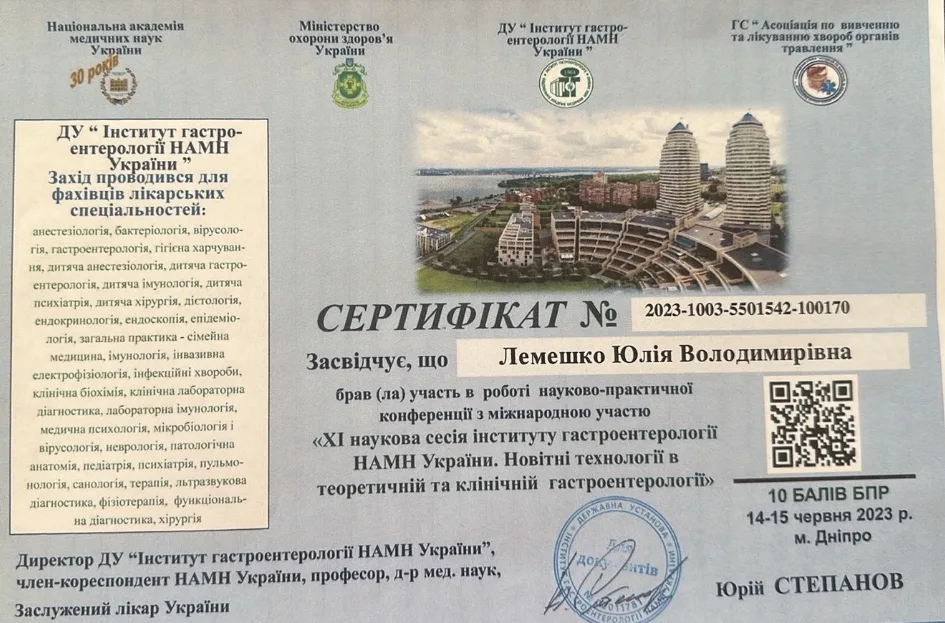 Національна академія
медичних наук
України
30 років
Міністерство
охорони здоров’я
України
ДУ “ Інститут гастро-
ентерології НАМН
України ”
ГС “ Асоціація по вивченню
та лікуванню хвороб органів
травлення ”
ДУ “ Інститут гастро-
ентерології НАМН
України ”
Захід проводився для
фахівців лікарських
спеціальностей:
анестезіологія, бактеріологія, вірусоло-
гія, гастроентерологія, гігієна харчуван-
ня, дитяча анестезіологія, дитяча гастро-
ентерологія, дитяча імунологія, дитяча
психіатрія, дитяча хірургія, дієтологія,
ендокринологія, ендоскопія, епідеміо-
логія, загальна практика - сімейна
медицина, імунологія, інвазивна
електрофізіологія, інфекційні хвороби,
клінічна біохімія, клінічна лабораторна
діагностика, лабораторна імунологія,
медична психологія, мікробіологія і
вірусологія, неврологія, патологічна
анатомія, педіатрія, психіатрія, пульмо-
нологія, санологія, терапія, льтразвукова
діагностика, фізіотерапія, функціональ-
на діагностика, хірургія
СЕРТИФІКАТ № 2023-1003-5501542-100170
Засвідчує, що Лемешко Юлія Володимирівна
брав (ла) участь в роботі науково-практичної
конференції з міжнародною участю
«XI наукова сесія інституту гастроентерології
НАМН України. Новітні технології в
теоретичній та клінічній гастроентерології»
10 БАЛІВ БПР
14-15 червня 2023 р.
м. Дніпро
Директор ДУ “Інститут гастроентерології НАМН України”,
член-кореспондент НАМН України, професор, д-р мед. наук,
Заслужений лікар України
ДЕРЖАВНА УСТАНОВА
Для
документів
Юрій СТЕПАНОВ